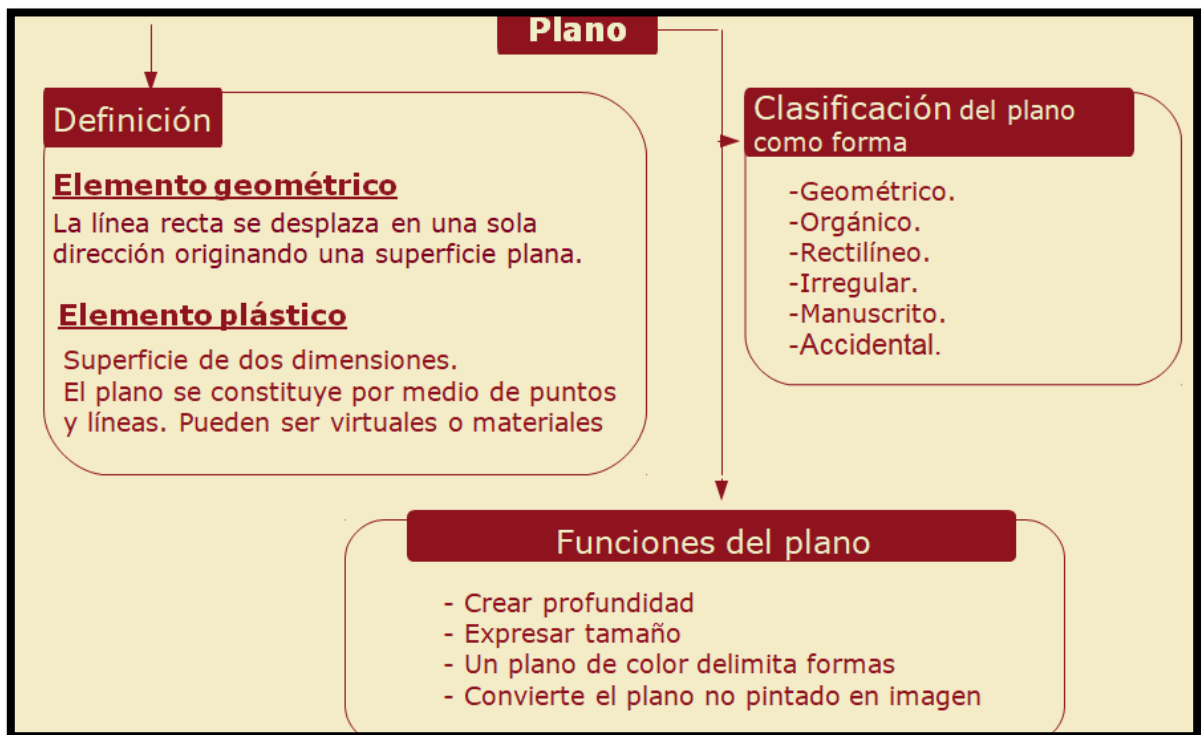 Plano
Definición
Elemento geométrico
La línea recta se desplaza en una sola
dirección originando una superficie plana.
Elemento plástico
Superficie de dos dimensiones.
El plano se constituye por medio de puntos
y líneas. Pueden ser virtuales o materiales
Clasificación del plano
como forma
-Geométrico.
-Orgánico.
-Rectilíneo.
-Irregular.
-Manuscrito.
-Accidental.
Funciones del plano
- Crear profundidad
- Expresar tamaño
- Un plano de color delimita formas
- Convierte el plano no pintado en imagen